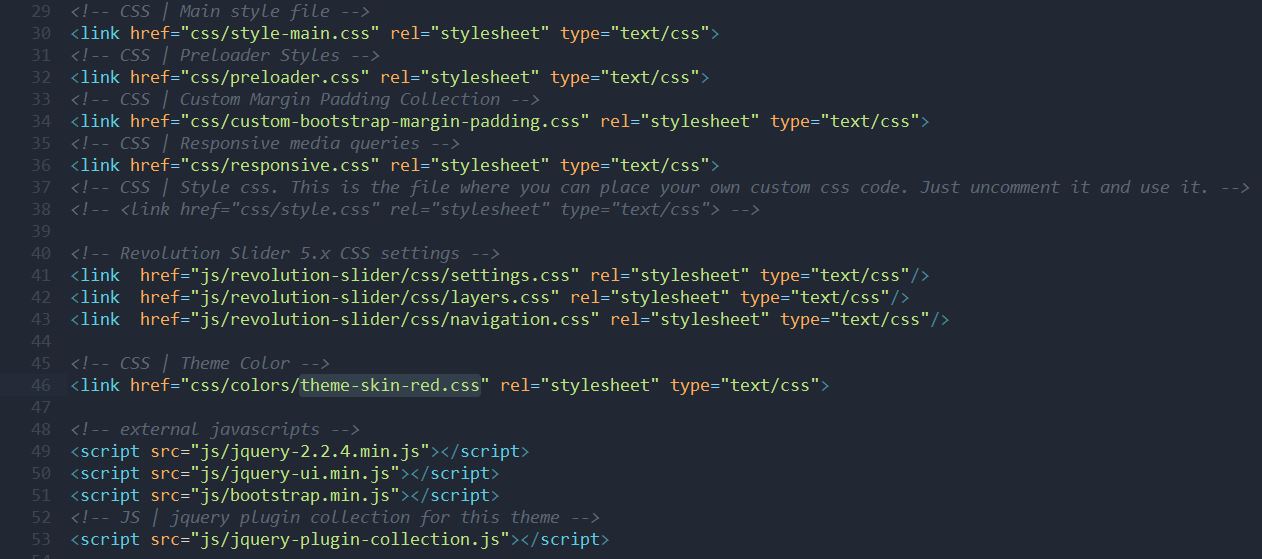 29 <!-- CSS | Main style file -->
30 <link href="css/style-main.css" rel="stylesheet" type="text/css">
31 <!-- CSS | Preloader Styles -->
32 <link href="css/preloader.css" rel="stylesheet" type="text/css">
33 <!-- CSS | Custom Margin Padding Collection -->
34 <link href="css/custom-bootstrap-margin-padding.css" rel="stylesheet" type="text/css">
35 <!-- CSS | Responsive media queries -->
36 <link href="css/responsive.css" rel="stylesheet" type="text/css">
37 <!-- CSS | Style css. This is the file where you can place your own custom css code. Just uncomment it and use it. -->
38 <!-- <link href="css/style.css" rel="stylesheet" type="text/css"> -->
39
40 <!-- Revolution Slider 5.x CSS settings -->
41 <link  href="js/revolution-slider/css/settings.css" rel="stylesheet" type="text/css"/>
42 <link  href="js/revolution-slider/css/layers.css" rel="stylesheet" type="text/css"/>
43 <link  href="js/revolution-slider/css/navigation.css" rel="stylesheet" type="text/css"/>
44
45 <!-- CSS | Theme Color -->
46 <link href="css/colors/theme-skin-red.css" rel="stylesheet" type="text/css">
47
48 <!-- external javascripts -->
49 <script src="js/jquery-2.2.4.min.js"></script>
50 <script src="js/jquery-ui.min.js"></script>
51 <script src="js/bootstrap.min.js"></script>
52 <!-- JS | jquery plugin collection for this theme -->
53 <script src="js/jquery-plugin-collection.js"></script>